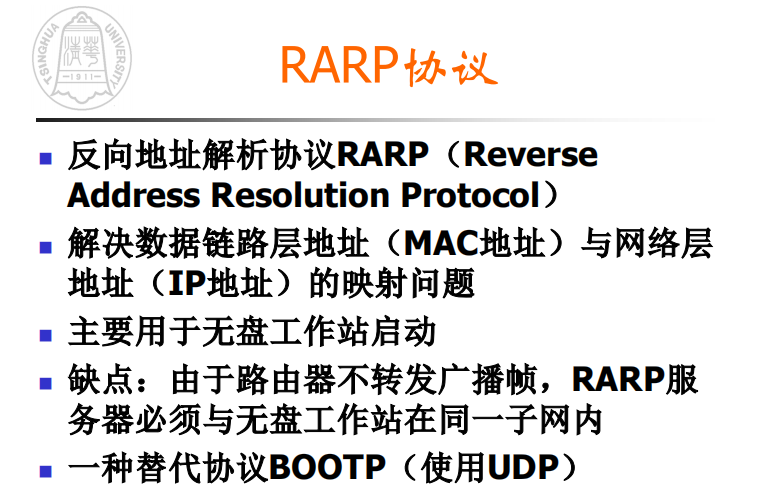 TSINGHUA UNIVERSITY
清華
1911
RARP协议
反向地址解析协议RARP（Reverse
Address Resolution Protocol）
解决数据链路层地址（MAC地址）与网络层
地址（IP地址）的映射问题
主要用于无盘工作站启动
缺点：由于路由器不转发广播帧，RARP服
务器必须与无盘工作站在同一子网内
一种替代协议BOOTP（使用UDP）